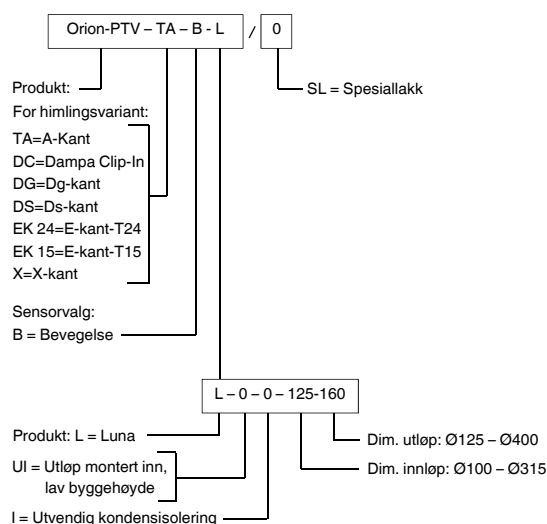 Orion-PTV – TA – B - L / 0
Produkt:
SL = Spesiallakk
For himlingsvariant:
TA=A-Kant
DC=Dampa Clip-In
DG=Dg-kant
DS=Ds-kant
EK 24=E-kant-T24
EK 15=E-kant-T15
X=X-kant
Sensorvalg:
B = Bevegelse
L – 0 – 0 – 125-160
Produkt: L = Luna
Dim. utløp: Ø125 – Ø400
UI = Utløp montert inn,
lav byggehøyde
Dim. innløp: Ø100 – Ø315
I = Utvendig kondensisolering